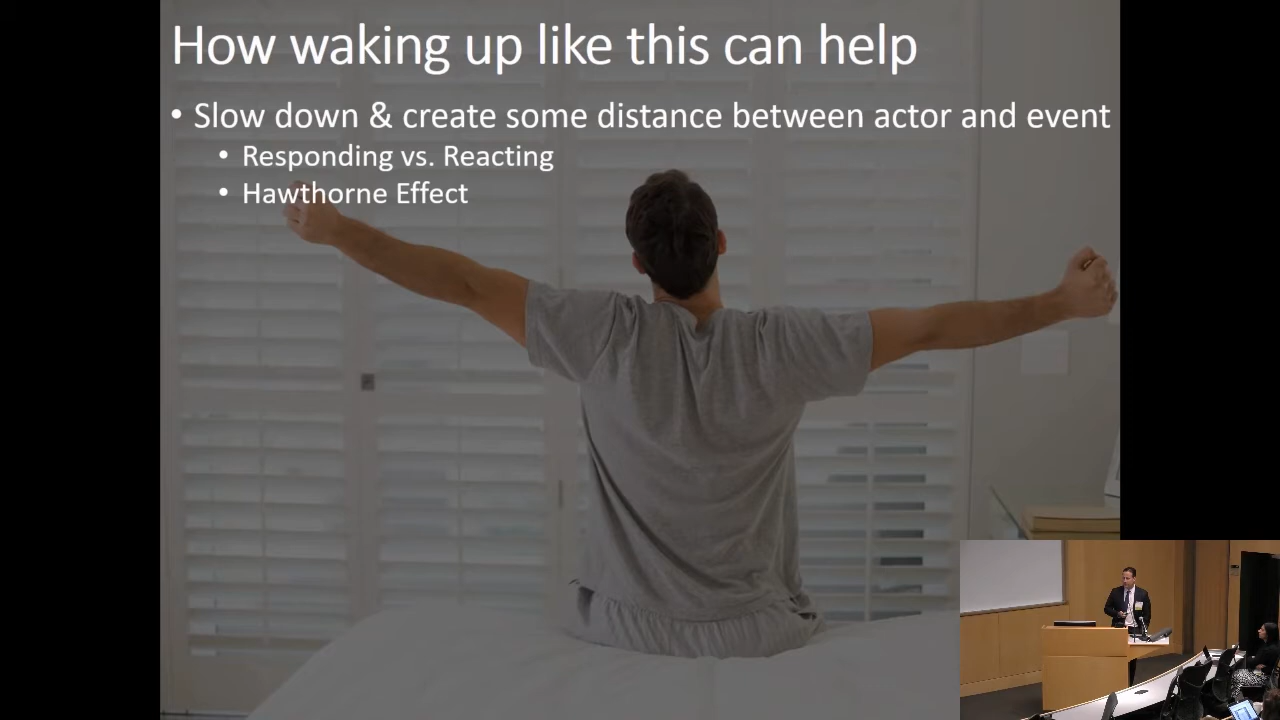 How waking up like this can help
• Slow down & create some distance between actor and event
• Responding vs. Reacting
• Hawthorne Effect